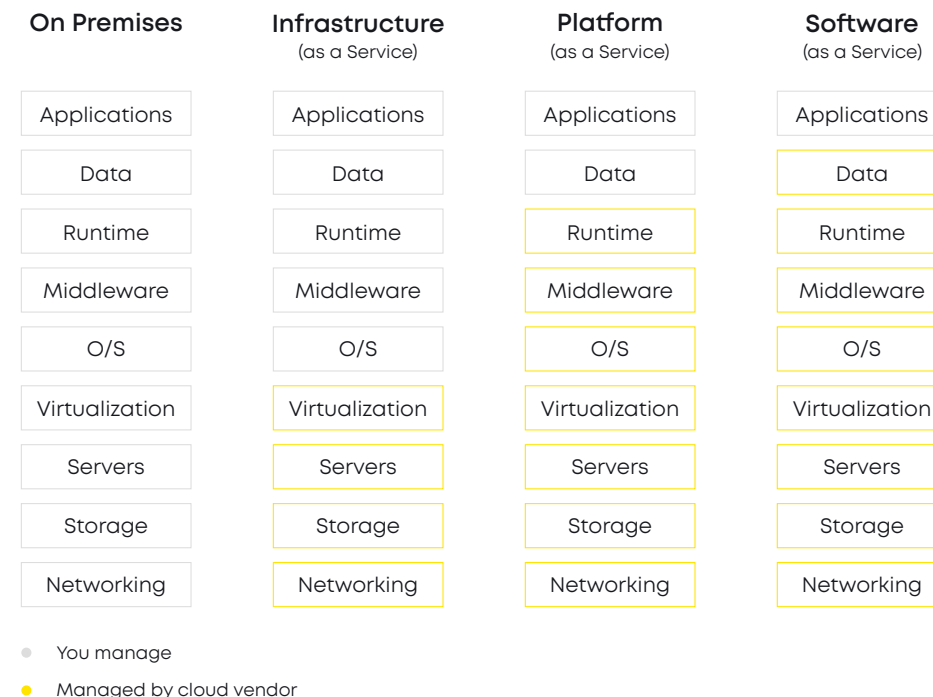 On Premises
Infrastructure
(as a Service)
Platform
(as a Service)
Software
(as a Service)
Applications
Applications
Applications
Applications
Data
Data
Data
Data
Runtime
Runtime
Runtime
Runtime
Middleware
Middleware
Middleware
Middleware
O/S
O/S
O/S
O/S
Virtualization
Virtualization
Virtualization
Virtualization
Servers
Servers
Servers
Servers
Storage
Storage
Storage
Storage
Networking
Networking
Networking
Networking
You manage
Managed by cloud vendor